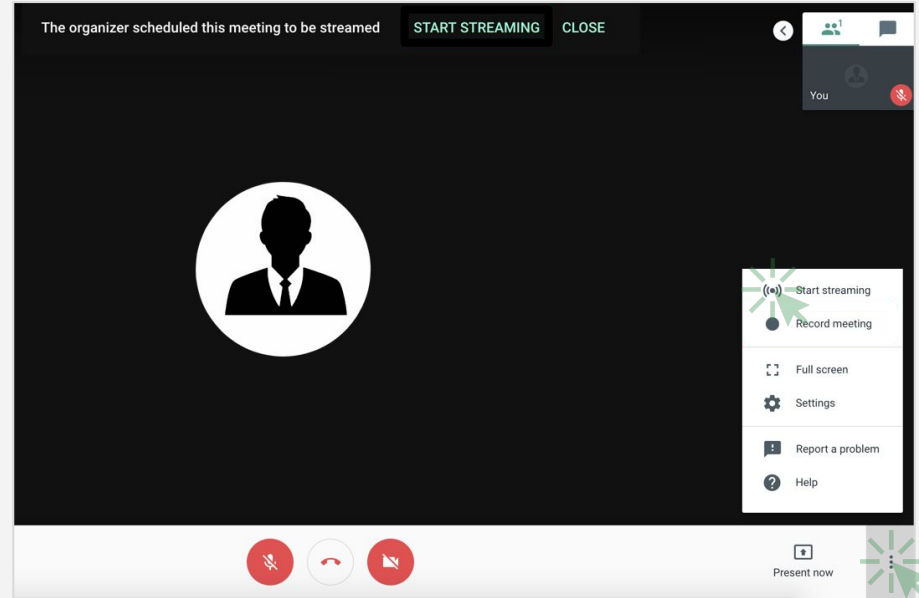 The organizer scheduled this meeting to be streamed START STREAMING CLOSE
1
You
Start streaming
Record meeting
Full screen
Settings
Report a problem
Help
Present now